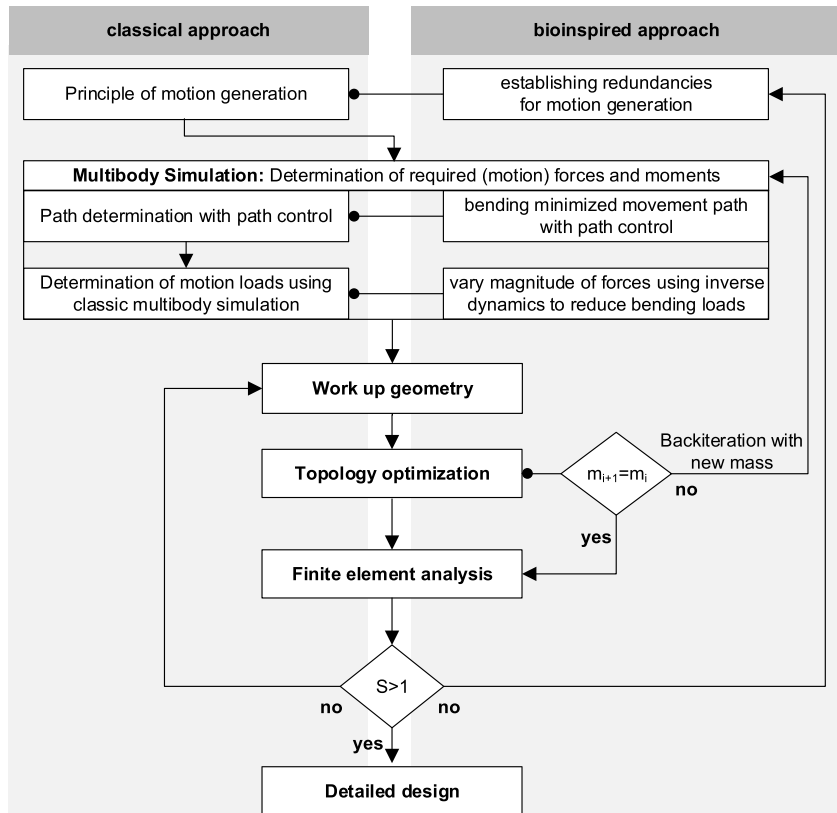 classical approach
bioinspired approach
Principle of motion generation
establishing redundancies
for motion generation
Multibody Simulation: Determination of required (motion) forces and moments
Path determination with path control
bending minimized movement path
with path control
Determination of motion loads using
classic multibody simulation
vary magnitude of forces using inverse
dynamics to reduce bending loads
Work up geometry
Topology optimization
mᵢ₊₁=mᵢ
Backiteration with
new mass
no
yes
Finite element analysis
S>1
no
no
yes
Detailed design